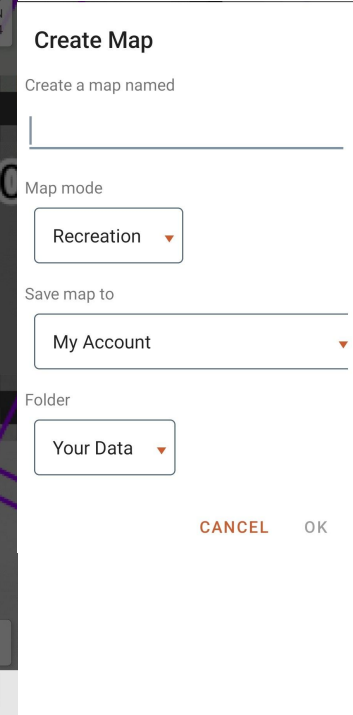 Create Map
Create a map named
Map mode
Recreation
Save map to
My Account
Folder
Your Data
CANCEL OK